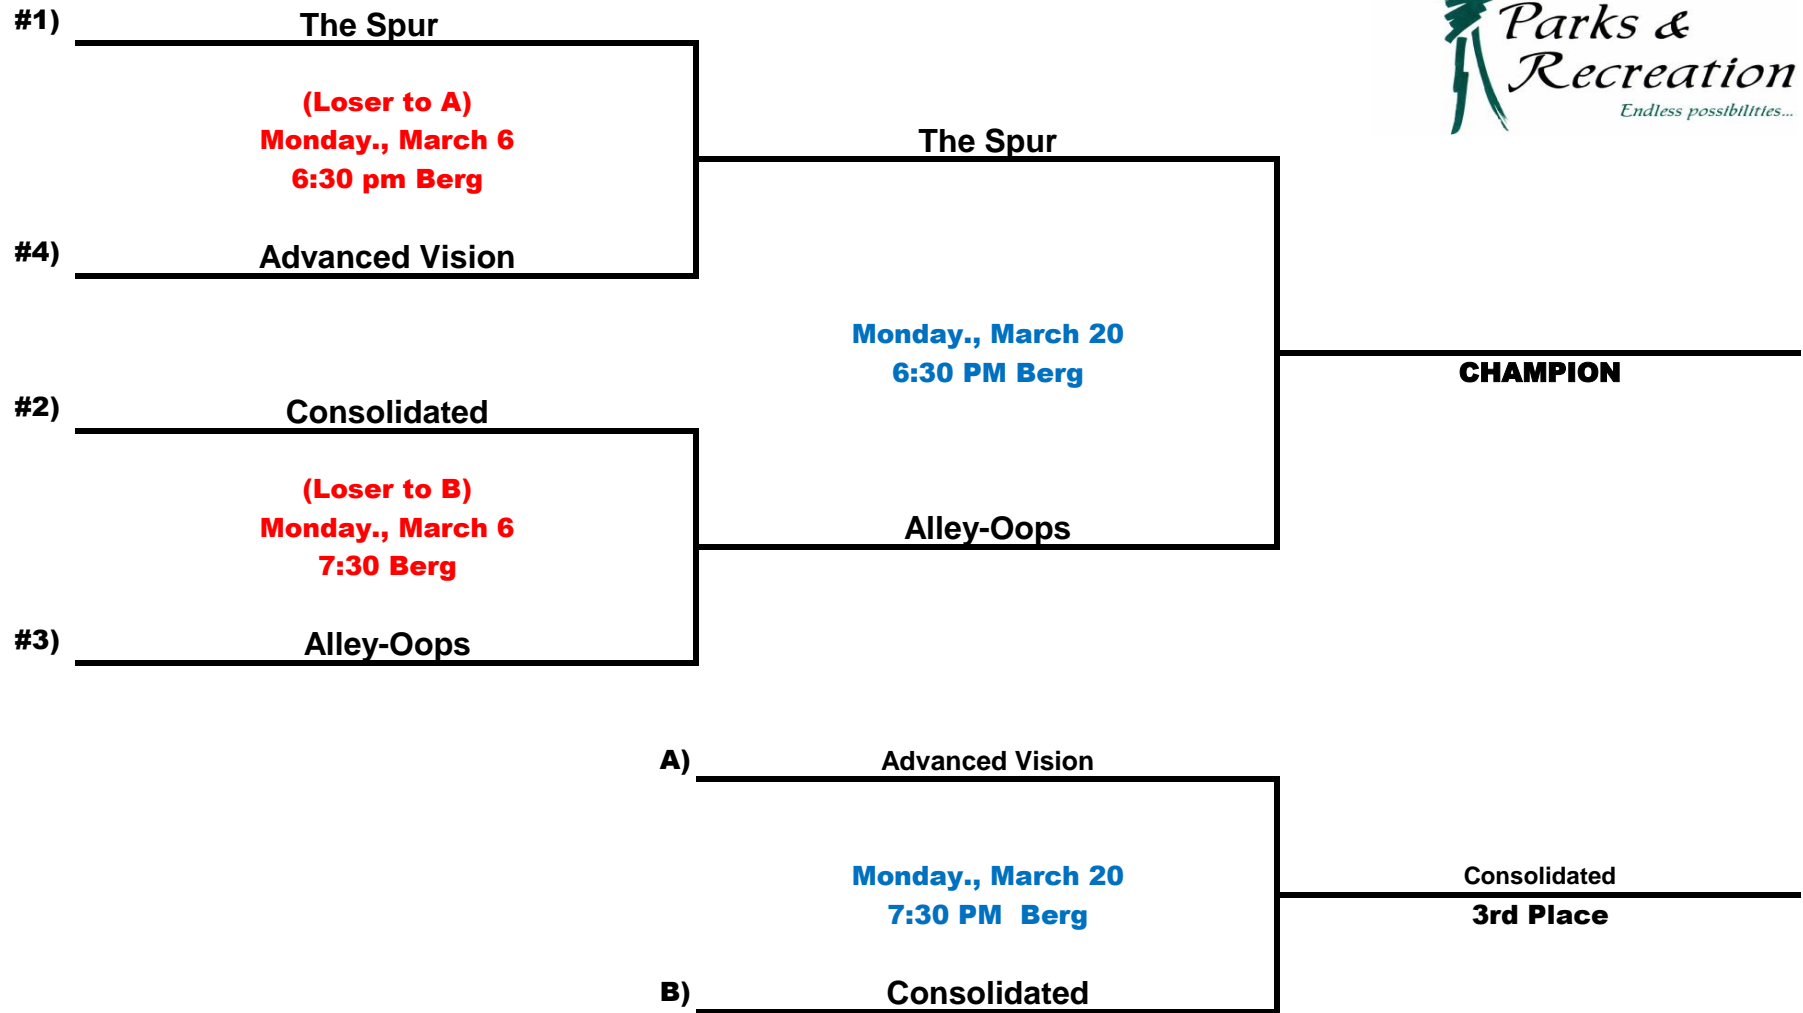 #1) The Spur
Parks &
Recreation
Endless possibilities...
(Loser to A)
Monday., March 6
6:30 pm Berg
The Spur
#4) Advanced Vision
Monday., March 20
6:30 PM Berg
CHAMPION
#2) Consolidated
(Loser to B)
Monday., March 6
7:30 Berg
Alley-Oops
#3) Alley-Oops
A) Advanced Vision
Monday., March 20
7:30 PM  Berg
Consolidated
3rd Place
B) Consolidated